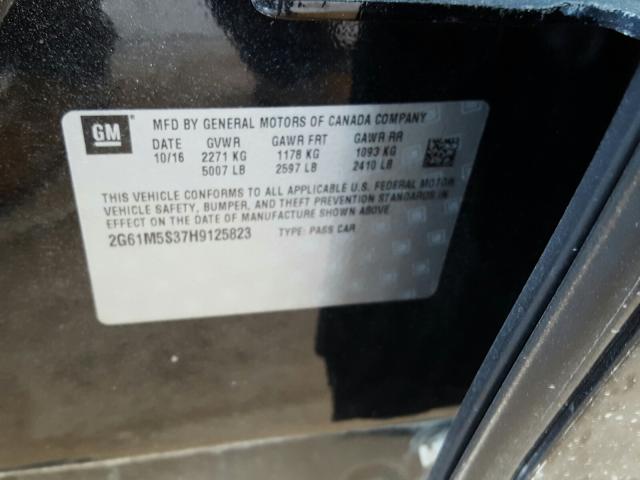 GM
MFD BY GENERAL MOTORS OF CANADA COMPANY
DATE GVWR GAWR FRT GAWR RR
10/16 2271 KG 1178 KG 1093 KG
5007 LB 2597 LB 2410 LB
THIS VEHICLE CONFORMS TO ALL APPLICABLE U.S. FEDERAL MOTOR
VEHICLE SAFETY, BUMPER, AND THEFT PREVENTION STANDARDS IN
EFFECT ON THE DATE OF MANUFACTURE SHOWN ABOVE.
2G61M5S37H9125823 TYPE: PASS CAR